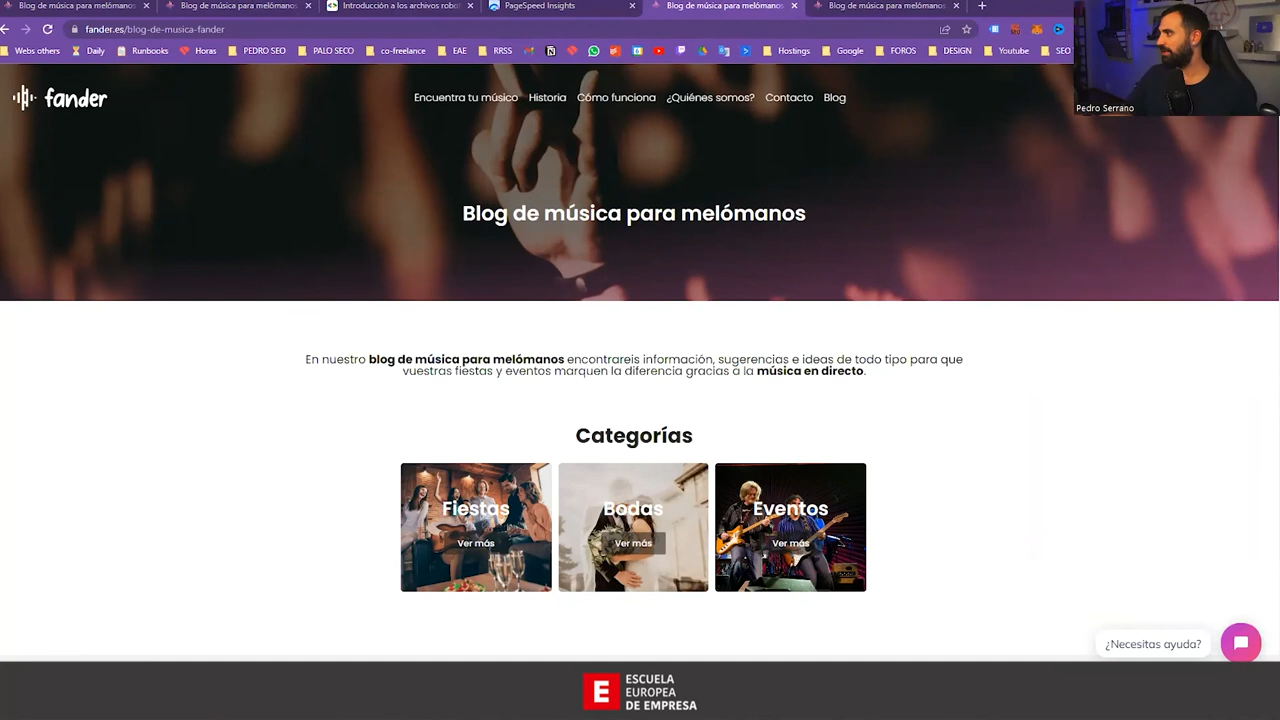 Blog de música para melómanos
Blog de música para melómanos
Introducción a los archivos robot
PageSpeed Insights
Blog de música para melómanos
Blog de música para melómanos
fander.es/blog-de-musica-fander
Webs others
Daily
Runbooks
Horas
PEDRO SEO
PALO SECO
co-freelance
EAE
RRSS
Hostings
Google
FOROS
DESIGN
Youtube
SEO
Pedro Serrano
fander
Encuentra tu músico
Historia
Cómo funciona
¿Quiénes somos?
Contacto
Blog
Blog de música para melómanos
En nuestro blog de música para melómanos encontrareis información, sugerencias e ideas de todo tipo para que
vuestras fiestas y eventos marquen la diferencia gracias a la música en directo.
Categorías
Fiestas
Ver más
Bodas
Ver más
Eventos
Ver más
¿Necesitas ayuda?
E
ESCUELA
EUROPEA
DE EMPRESA